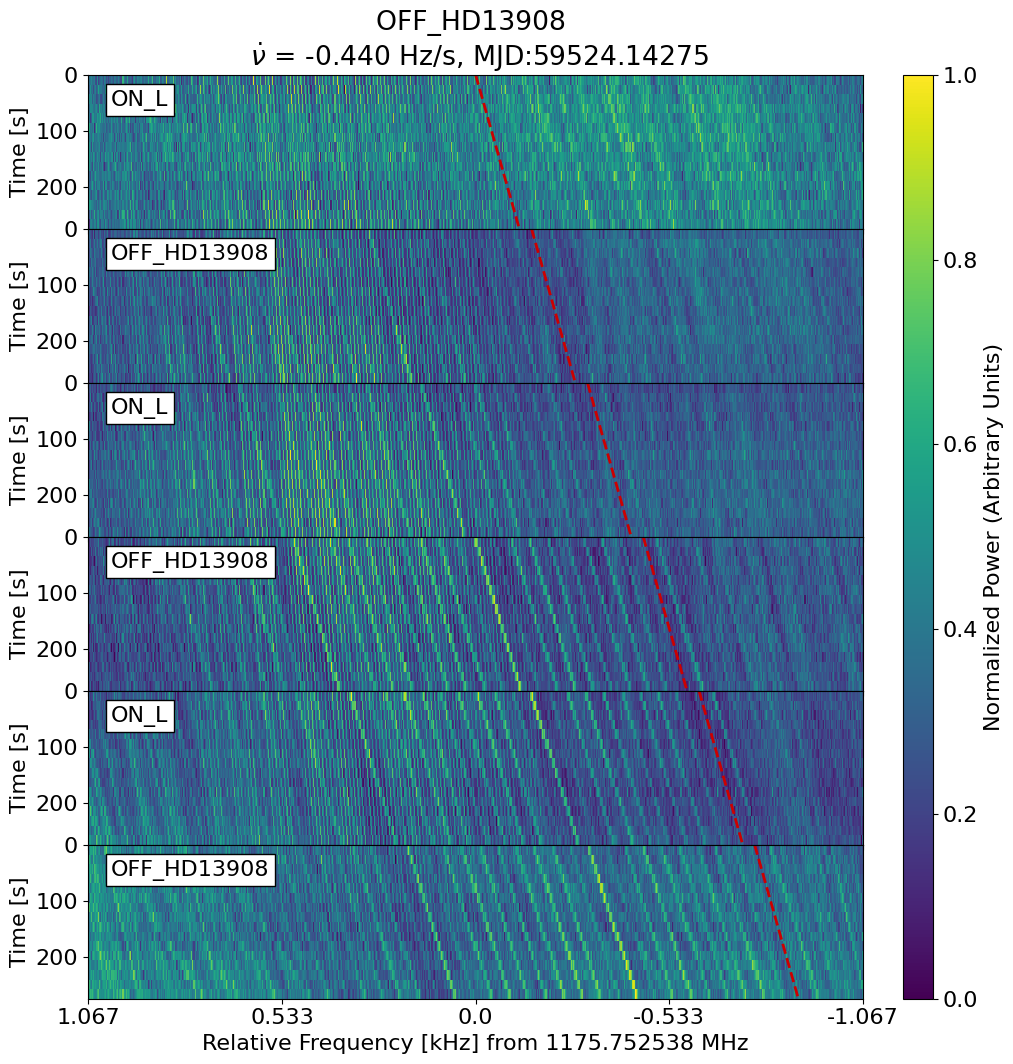 OFF_HD13908
ν̇ = -0.440 Hz/s, MJD:59524.14275
0
ON_L
100
200
Time [s]
0
OFF_HD13908
100
200
Time [s]
0
ON_L
100
200
Time [s]
0
OFF_HD13908
100
200
Time [s]
0
ON_L
100
200
Time [s]
0
OFF_HD13908
100
200
Time [s]
1.067 0.533 0.0 -0.533 -1.067
Relative Frequency [kHz] from 1175.752538 MHz
1.0
0.8
0.6
0.4
0.2
0.0
Normalized Power (Arbitrary Units)